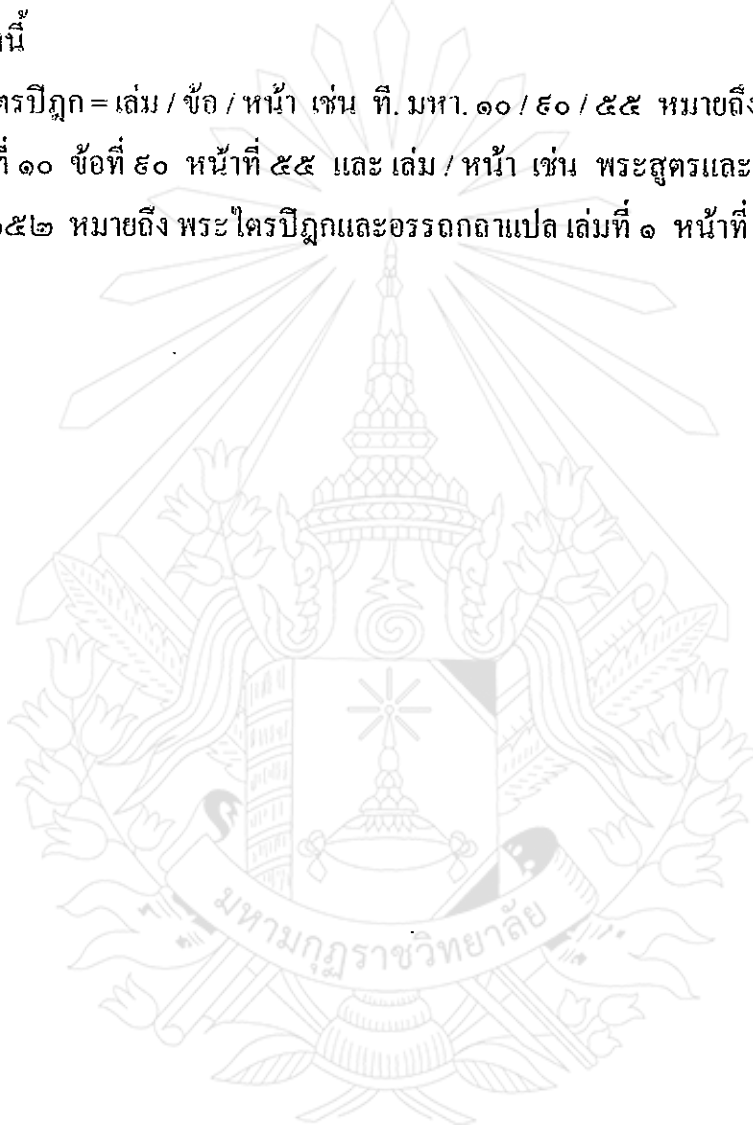 นี้
ตรปิฎก = เล่ม / ข้อ / หน้า เช่น ที. มหา. ๑๐ / ๙๐ / ๕๕ หมายถึง
ที่ ๑๐ ข้อที่ ๙๐ หน้าที่ ๕๕ และ เล่ม / หน้า เช่น พระสูตรและ
๕๒ หมายถึง พระไตรปิฎกและอรรถกถาแปล เล่มที่ ๑ หน้าที่
มหามกุฏราชวิทยาลัย